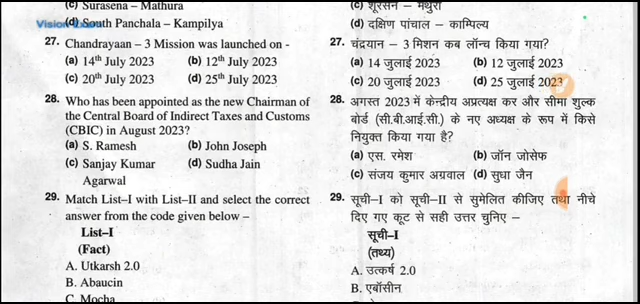 (c) Surasena – Mathura
(d) South Panchala – Kampilya
27. Chandrayaan – 3 Mission was launched on -
(a) 14th July 2023 (b) 12th July 2023
(c) 20th July 2023 (d) 25th July 2023
28. Who has been appointed as the new Chairman of
the Central Board of Indirect Taxes and Customs
(CBIC) in August 2023?
(a) S. Ramesh (b) John Joseph
(c) Sanjay Kumar (d) Sudha Jain
Agarwal
29. Match List–I with List–II and select the correct
answer from the code given below –
List–I
(Fact)
A. Utkarsh 2.0
B. Abaucin
C. Mocha
(c) शूरसेन – मथुरा
(d) दक्षिण पांचाल – काम्पिल्य
27. चंद्रयान – 3 मिशन कब लॉन्च किया गया?
(a) 14 जुलाई 2023 (b) 12 जुलाई 2023
(c) 20 जुलाई 2023 (d) 25 जुलाई 2023
28. अगस्त 2023 में केन्द्रीय अप्रत्यक्ष कर और सीमा शुल्क
बोर्ड (सी.बी.आई.सी.) के नए अध्यक्ष के रूप में किसे
नियुक्त किया गया है?
(a) एस. रमेश (b) जॉन जोसेफ
(c) संजय कुमार अग्रवाल (d) सुधा जैन
29. सूची–I को सूची–II से सुमेलित कीजिए तथा नीचे
दिए गए कूट से सही उत्तर चुनिए –
सूची–I
(तथ्य)
A. उत्कर्ष 2.0
B. एबॉसीन
Vision